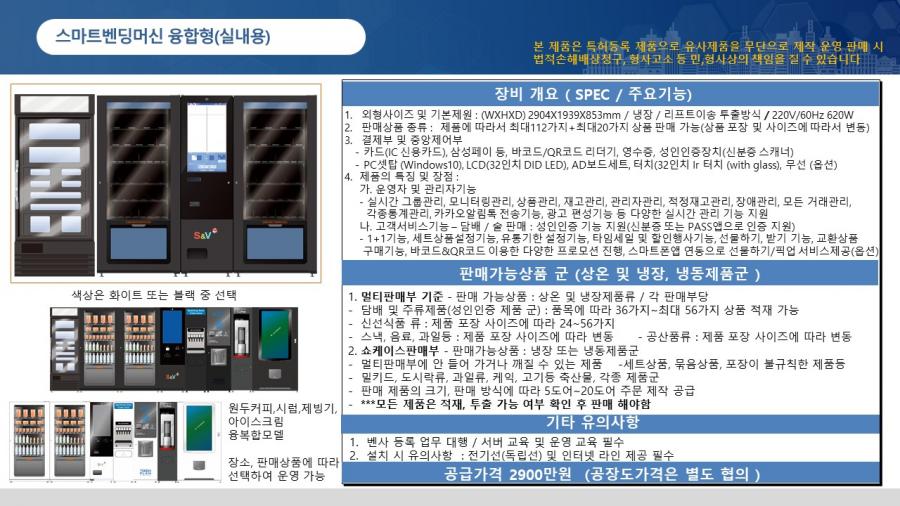 스마트벤딩머신 융합형(실내용)
본 제품은 특허등록 제품으로 유사제품을 무단으로 제작 운영 판매 시
법적손해배상청구, 형사고소 등 민,형사상의 책임을 질 수 있습니다
장비 개요 ( SPEC / 주요기능)
1. 외형사이즈 및 기본제원 : (WXHXD) 2904X1939X853mm / 냉장 / 리프트이송 투출방식 / 220V/60Hz 620W
2. 판매상품 종류 : 제품에 따라서 최대112가지+최대20가지 상품 판매 가능(상품 포장 및 사이즈에 따라서 변동)
3. 결제부 및 중앙제어부
- 카드(IC 신용카드), 삼성페이 등, 바코드/QR코드 리더기, 영수증, 성인인증장치(신분증 스캐너)
- PC셋탑 (Windows10), LCD(32인치 DID LED), AD보드세트, 터치(32인치 Ir 터치 (with glass), 무선 (옵션)
4. 제품의 특징 및 장점 :
가. 운영자 및 관리자기능
- 실시간 그룹관리, 모니터링관리, 상품관리, 재고관리, 관리자관리, 적정재고관리, 장애관리, 모든 거래관리,
각종통계관리, 카카오알림톡 전송기능, 광고 편성기능 등 다양한 실시간 관리 기능 지원
나. 고객서비스기능 – 담배 / 술 판매 : 성인인증 기능 지원(신분증 또는 PASS앱으로 인증 지원)
- 1+1기능, 세트상품설정기능, 유통기한 설정기능, 타임세일 및 할인행사기능, 선물하기, 받기 기능, 교환상품
구매기능, 바코드&QR코드 이용한 다양한 프로모션 진행, 스마트폰앱 연동으로 선물하기/픽업 서비스제공(옵션)
S&V
색상은 화이트 또는 블랙 중 선택
S&V
원두커피,시럽,제빙기,
아이스크림
융복합모델
장소, 판매상품에 따라
선택하여 운영 가능
판매가능상품 군 (상온 및 냉장, 냉동제품군 )
1. 멀티판매부 기준 - 판매 가능상품 : 상온 및 냉장제품류 / 각 판매부당
- 담배 및 주류제품(성인인증 제품 군) : 품목에 따라 36가지~최대 56가지 상품 적재 가능
- 신선식품 류 : 제품 포장 사이즈에 따라 24~56가지
- 스낵, 음료, 과일등 : 제품 포장 사이즈에 따라 변동 - 공산품류 : 제품 포장 사이즈에 따라 변동
2. 쇼케이스판매부 - 판매가능상품 : 냉장 또는 냉동제품군
- 멀티판매부에 안 들어 가거나 깨질 수 있는 제품 -세트상품, 묶음상품, 포장이 불규칙한 제품등
- 밀키드, 도시락류, 과일류, 케익, 고기등 축산물, 각종 제품군
- 판매 제품의 크기, 판매 방식에 따라 5도어~20도어 주문 제작 공급
- ***모든 제품은 적재, 투출 가능 여부 확인 후 판매 해야함
기타 유의사항
1. 벤사 등록 업무 대행 / 서버 교육 및 운영 교육 필수
2. 설치 시 유의사항 : 전기선(독립선) 및 인터넷 라인 제공 필수
공급가격 2900만원 (공장도가격은 별도 협의 )